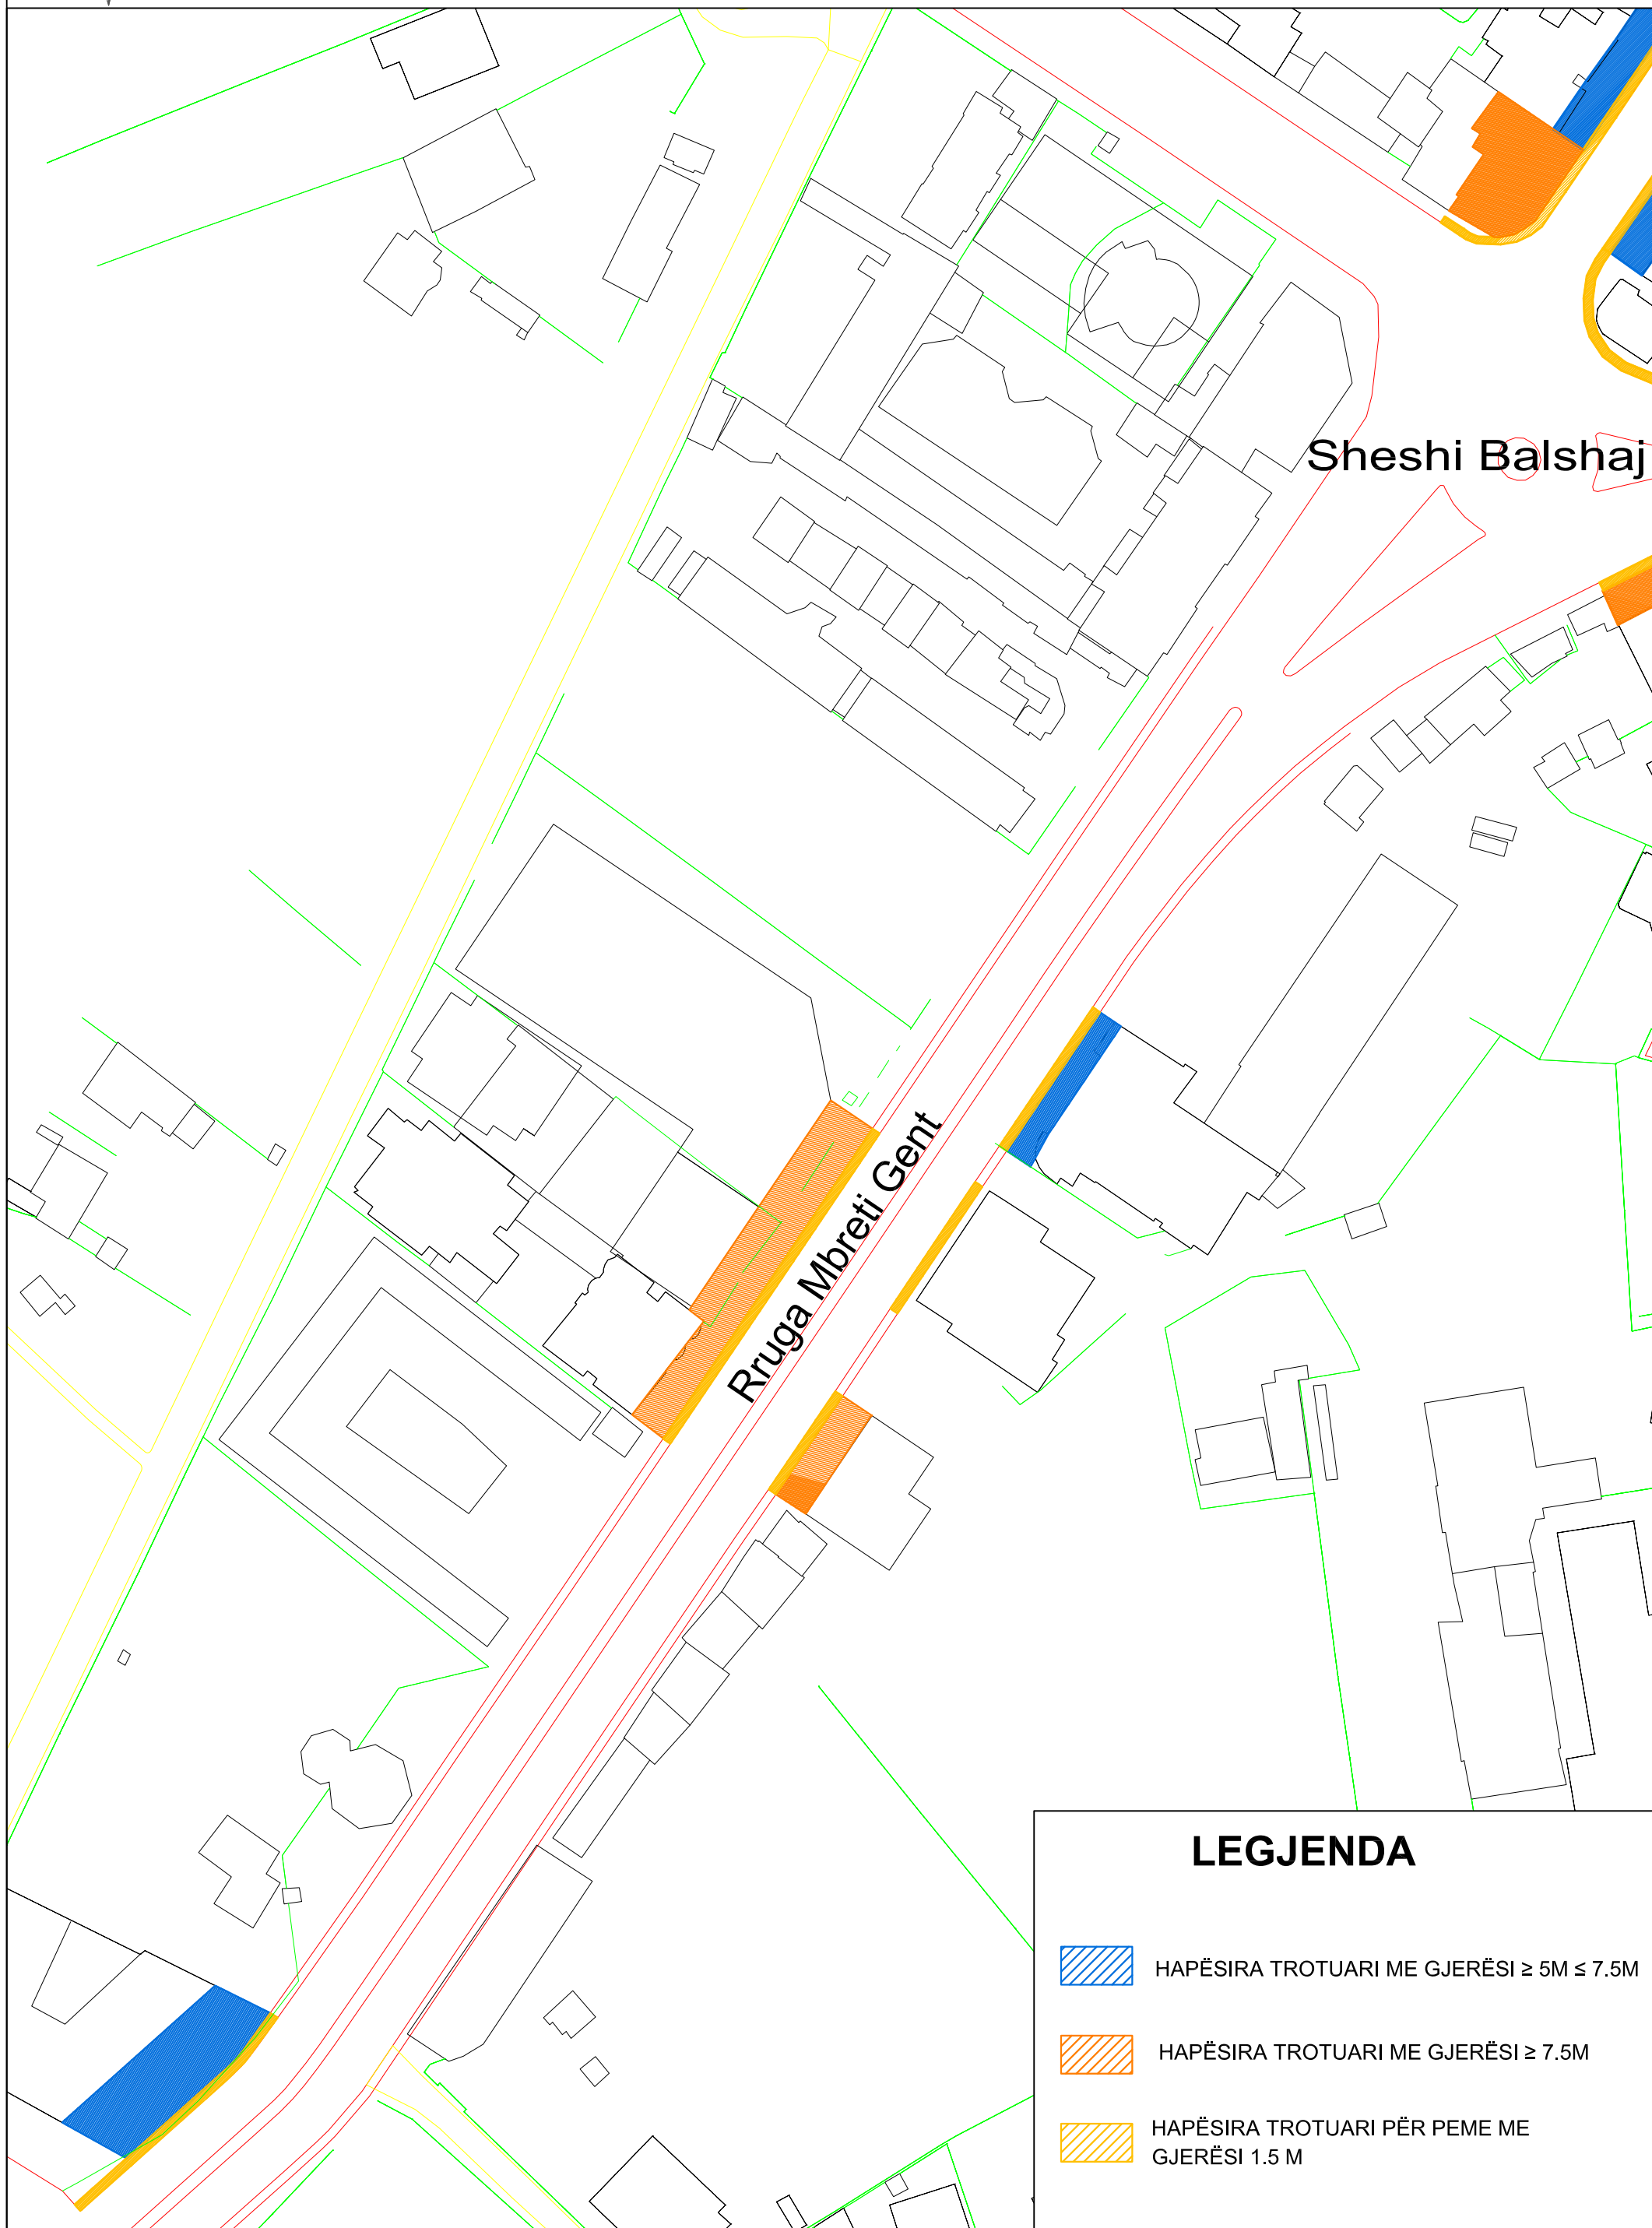 Sheshi Balshaj
Rruga Mbreti Gent
LEGJENDA
HAPËSIRA TROTUARI ME GJERËSI ≥ 5M ≤ 7.5M
HAPËSIRA TROTUARI ME GJERËSI ≥ 7.5M
HAPËSIRA TROTUARI PËR PEME ME
GJERËSI 1.5 M